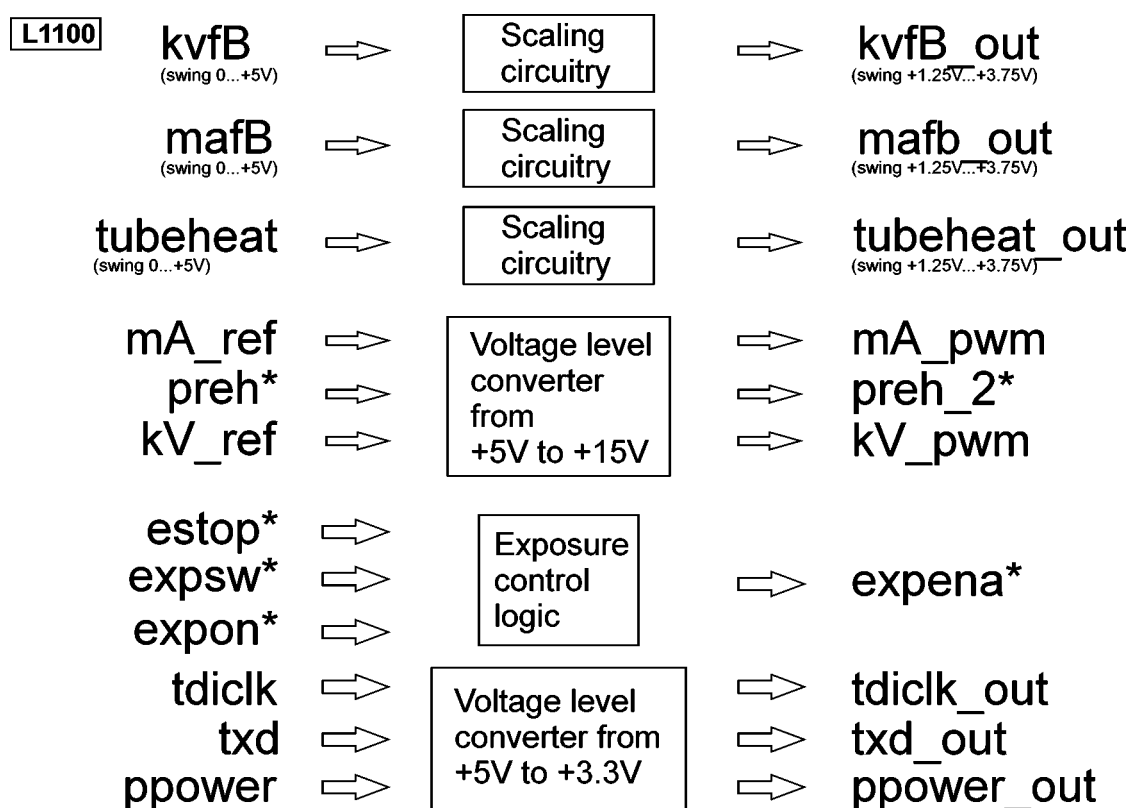 L1100
kvfB
(swing 0...+5V)
Scaling
circuitry
kvfB_out
(swing +1.25V...+3.75V)
mafB
(swing 0...+5V)
Scaling
circuitry
mafb_out
(swing +1.25V...+3.75V)
tubeheat
(swing 0...+5V)
Scaling
circuitry
tubeheat_out
(swing +1.25V...+3.75V)
mA_ref
preh*
kV_ref
Voltage level
converter
from
+5V to +15V
mA_pwm
preh_2*
kV_pwm
estop*
expsw*
expon*
Exposure
control
logic
expena*
tdiclk
txd
ppower
Voltage level
converter from
+5V to +3.3V
tdiclk_out
txd_out
ppower_out